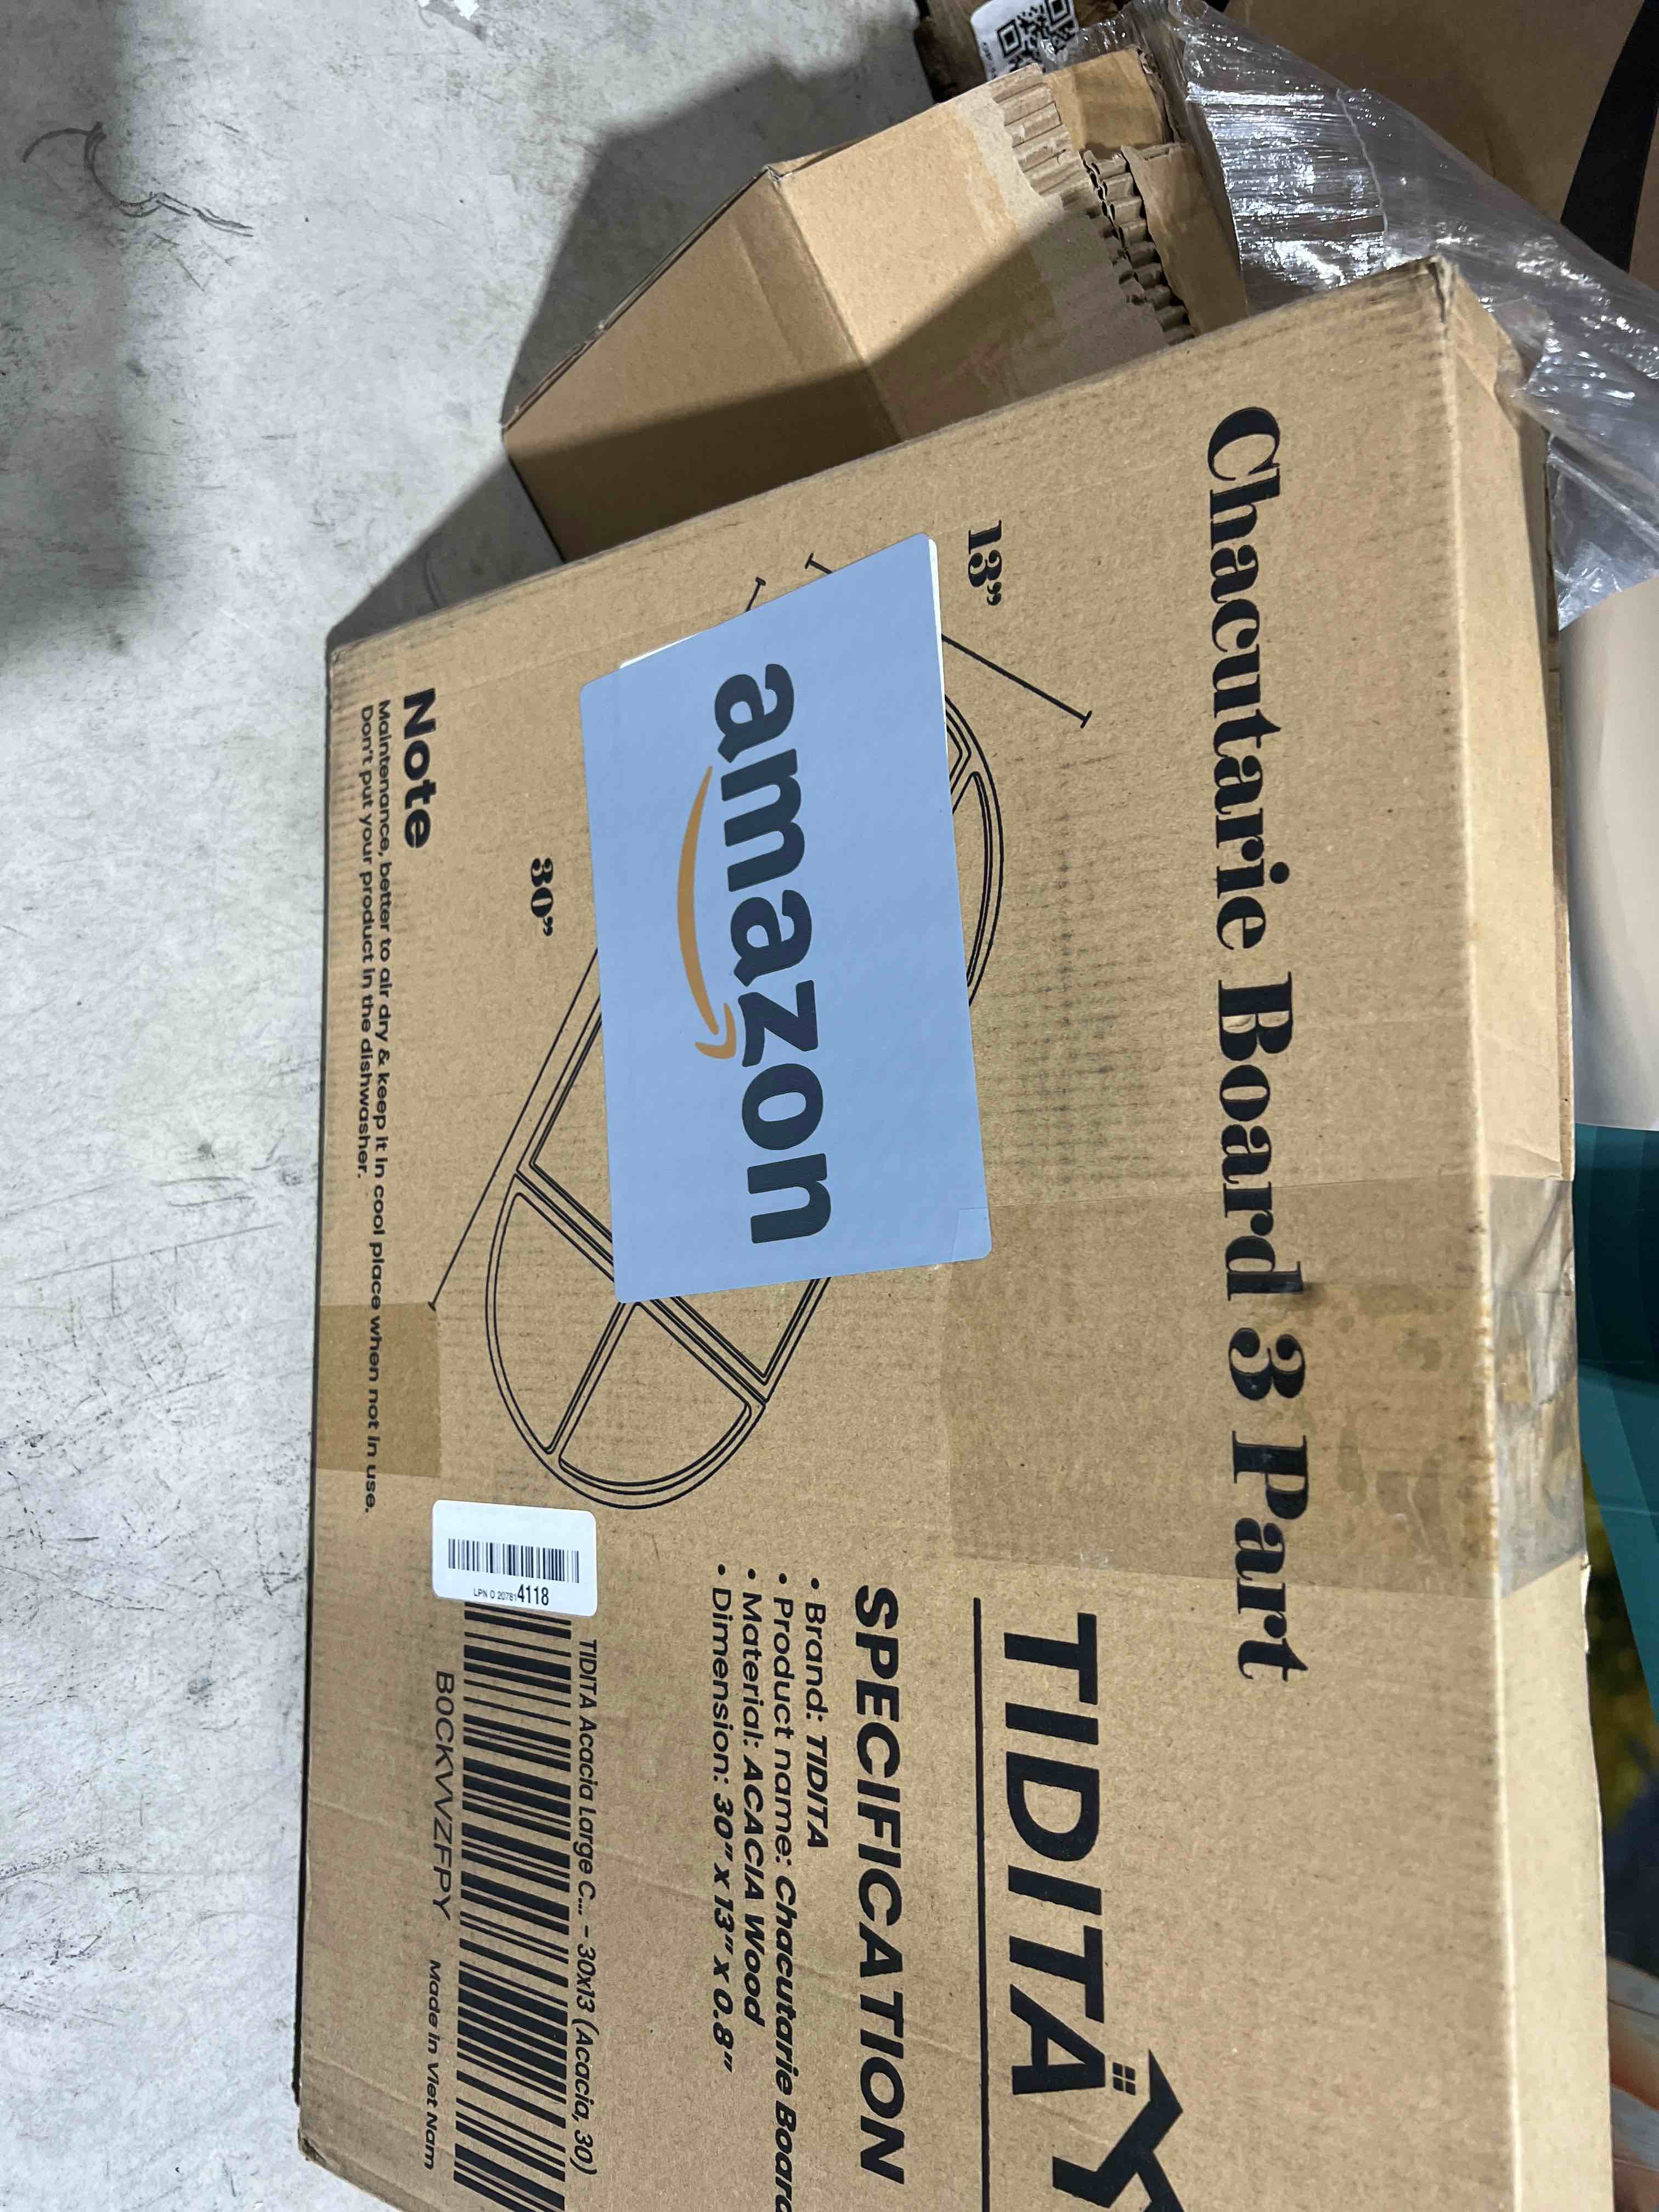 Chacutarie Board 3 Part
13”
amazon
30”
Note
Maintenance, better to air dry & keep it in cool place when not in use.
Don't put your product in the dishwasher.
TIDITA
SPECIFICATION
• Brand: TIDITA
• Product name: Chacutarie Board
• Material: ACACIA Wood
• Dimension: 30" x 13" x 0.8"
LPN O 207814118
TIDITA Acacia Large C... - 30x13 (Acacia, 30)
B0CKVVZFPY
Made In Viet Nam